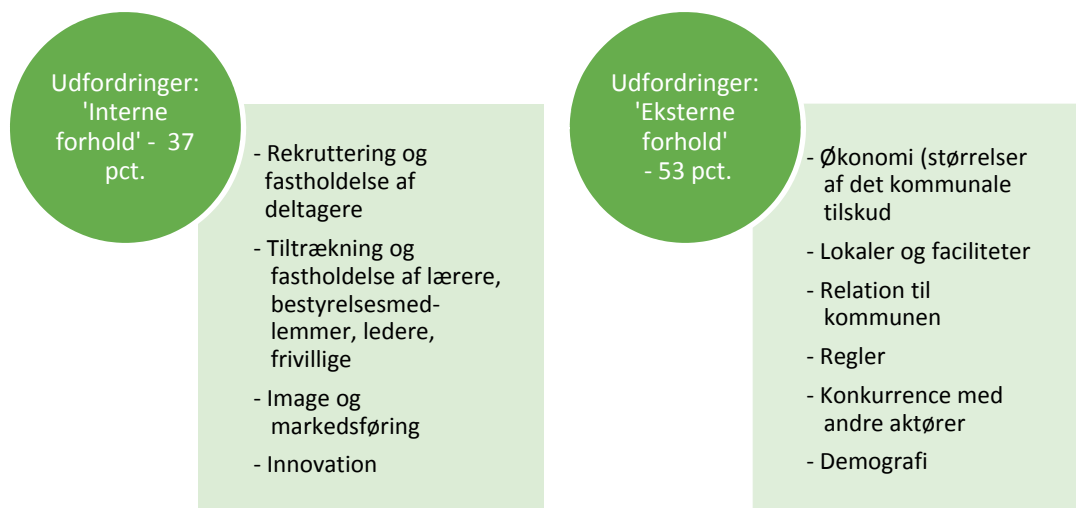 Udfordringer:
'Interne
forhold' - 37
pct.
- Rekruttering og
fastholdelse af
deltagere
- Tiltrækning og
fastholdelse af lærere,
bestyrelsesmed-
lemmer, ledere,
frivillige
- Image og
markedsføring
- Innovation
Udfordringer:
'Eksterne
forhold'
- 53 pct.
- Økonomi (størrelser
af det kommunale
tilskud
- Lokaler og faciliteter
- Relation til
kommunen
- Regler
- Konkurrence med
andre aktører
- Demografi